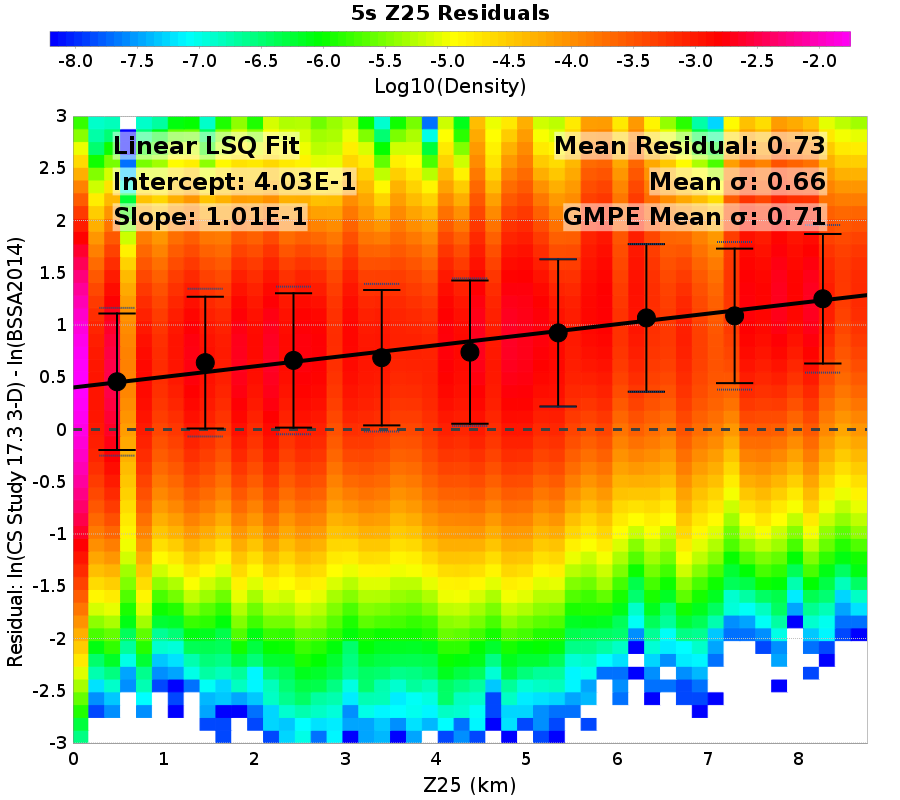 5s Z25 Residuals
-8.0 -7.5 -7.0 -6.5 -6.0 -5.5 -5.0 -4.5 -4.0 -3.5 -3.0 -2.5 -2.0
Log10(Density)
Linear LSQ Fit
Intercept: 4.03E-1
Slope: 1.01E-1
Mean Residual: 0.73
Mean σ: 0.66
GMPE Mean σ: 0.71
Residual: ln(CS Study 17.3 3-D) - ln(BSSA2014)
3
2.5
2
1.5
1
0.5
0
-0.5
-1
-1.5
-2
-2.5
-3
0 1 2 3 4 5 6 7 8
Z25 (km)